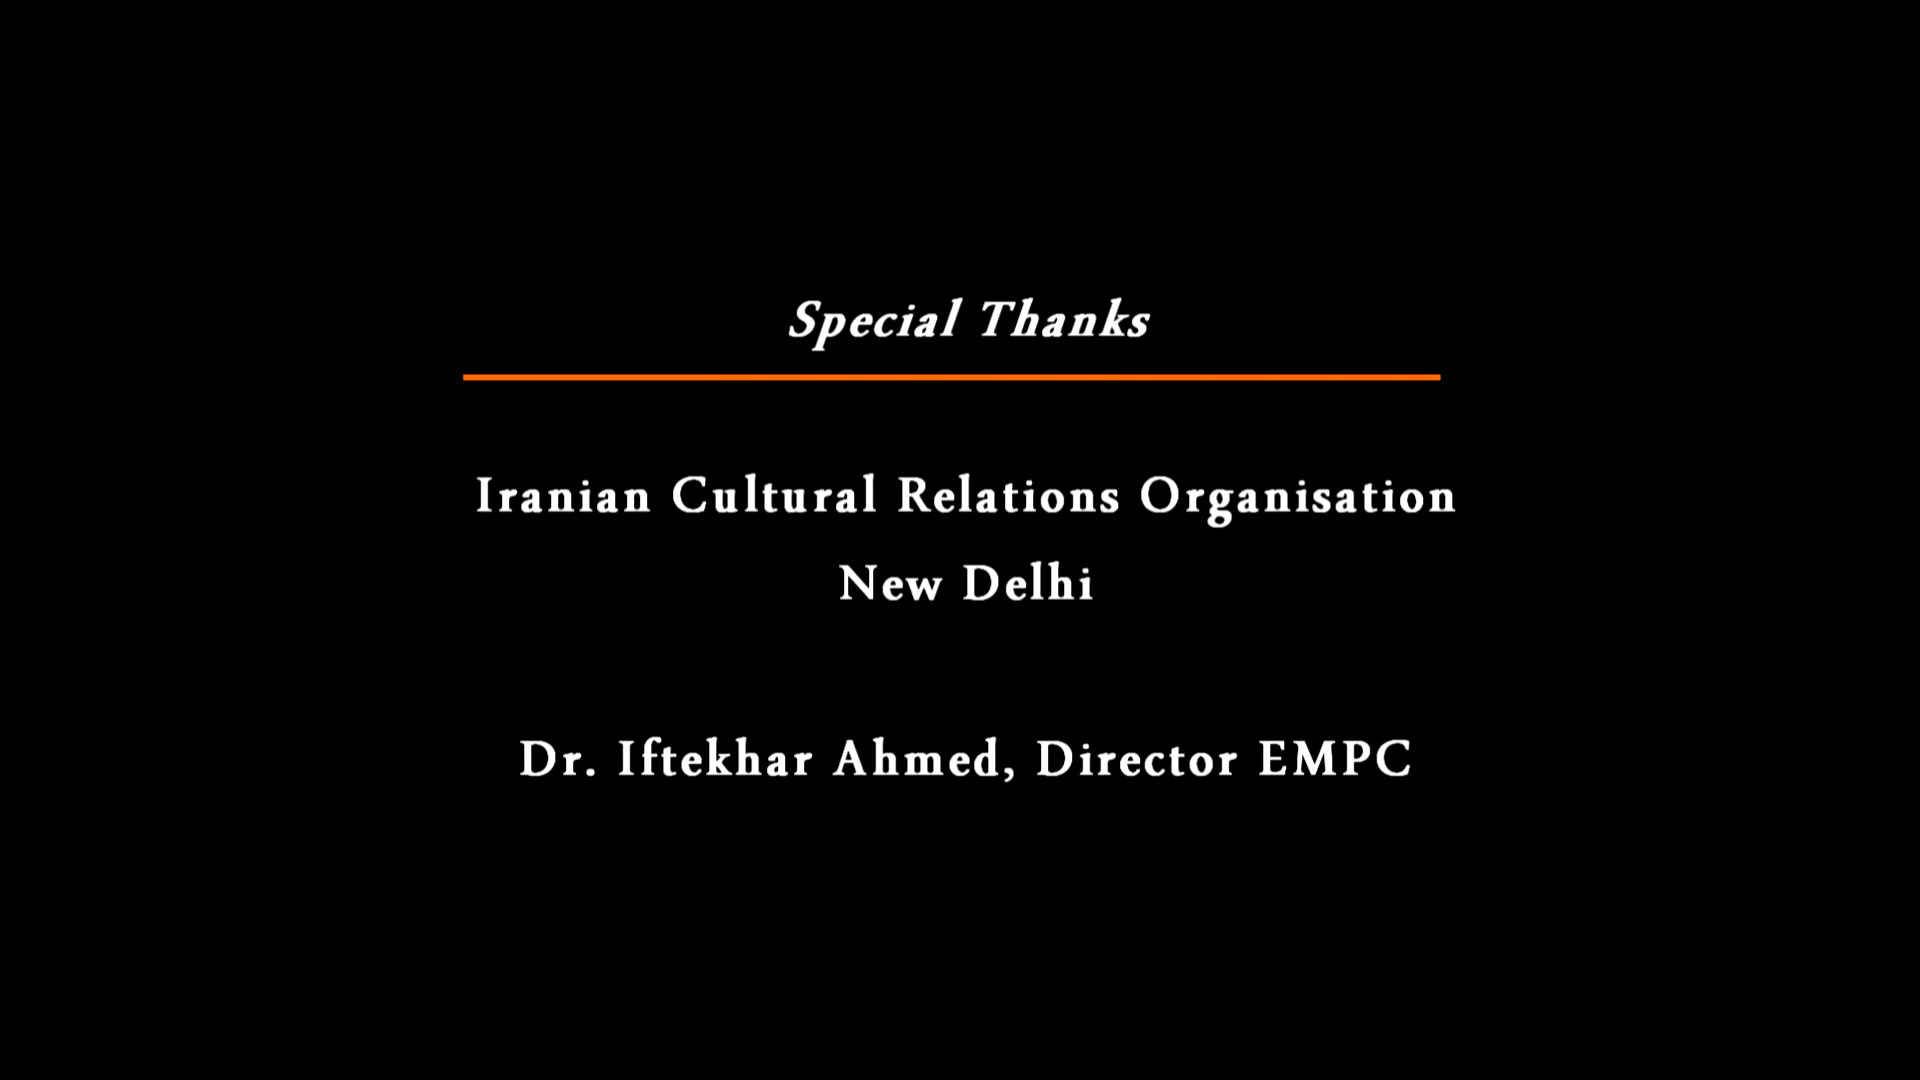 Special Thanks
Iranian Cultural Relations Organisation
New Delhi
Dr. Iftekhar Ahmed, Director EMPC